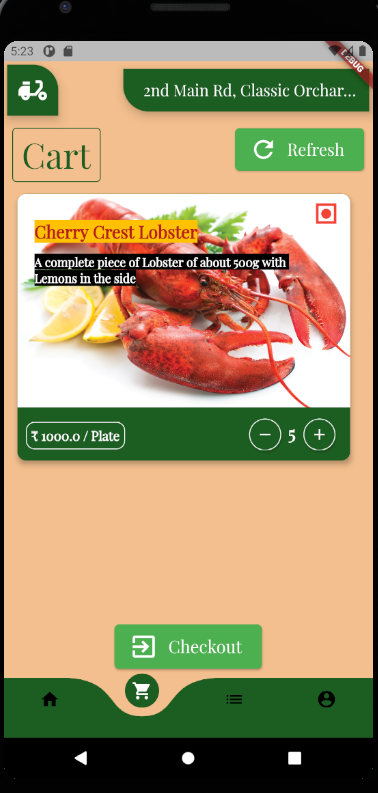 5:23
DEBUG
2nd Main Rd, Classic Orchar...
Cart
Refresh
Cherry Crest Lobster
A complete piece of Lobster of about 500g with
Lemons in the side
₹ 1000.0 / Plate
5
Checkout